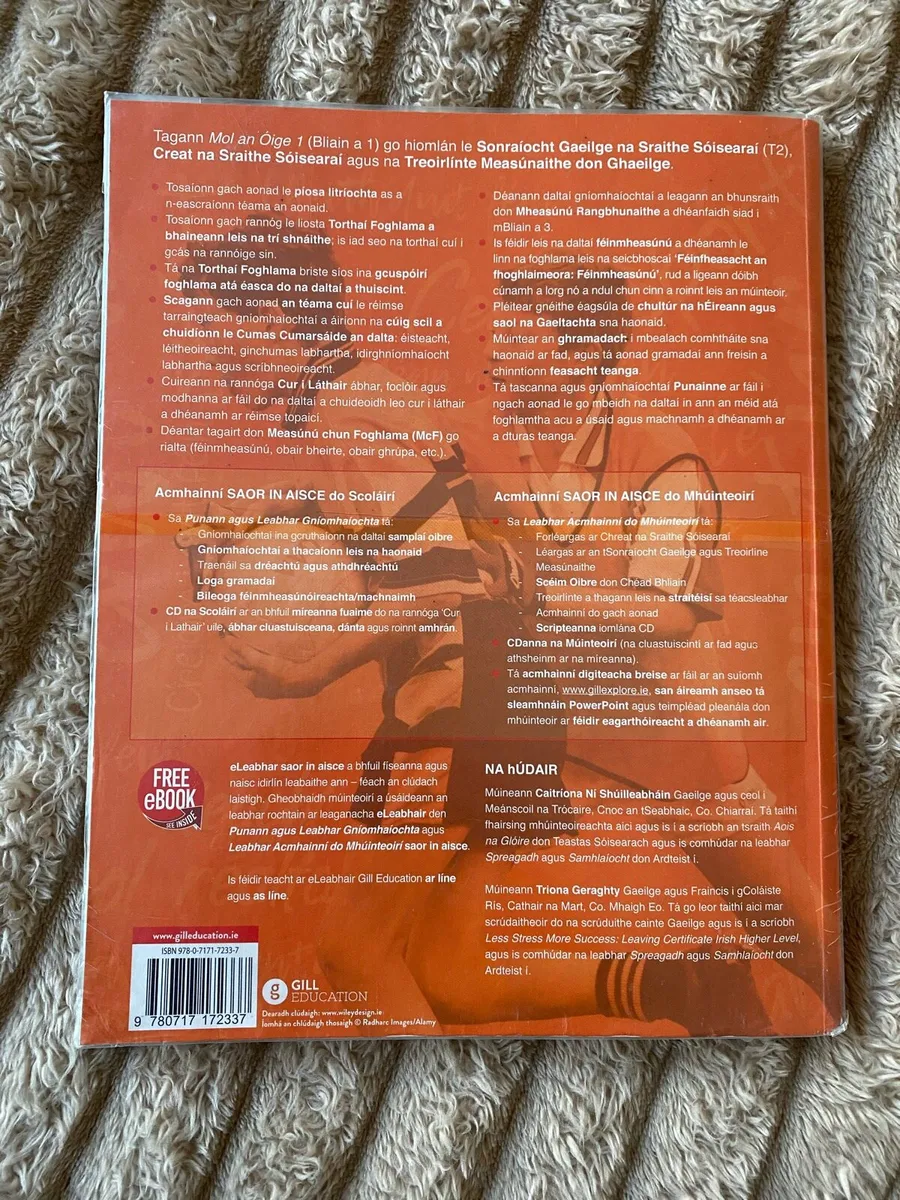 Tagann Mol an Óige 1 (Bliain a 1) go hiomlán le Sonraíocht Gaeilge na Sraithe Sóisearaí (T2),
Creat na Sraithe Sóisearaí agus na Treoirlínte Measúnaithe don Ghaeilge.
• Tosaíonn gach aonad le píosa litríochta as a
n-eascraíonn téama an aonaid.
• Tosaíonn gach rannóg le liosta Torthaí Foghlama a
bhaineann leis na trí shnáithe; is iad seo na torthaí cuí i
gcás na rannóige sin.
• Tá na Torthaí Foghlama briste síos ina gcuspóirí
foghlama atá éasca do na daltaí a thuiscint.
• Scagann gach aonad an téama cuí le réimse
tarraingteach gníomhaíochtaí a áiríonn na cúig scil a
chuidíonn le Cumas Cumarsáide an dalta: éisteacht,
léitheoireacht, ginchumas labhartha, idirghníomhaíocht
labhartha agus scríbhneoireacht.
• Cuireann na rannóga Cur i Láthair ábhar, foclóir agus
modhanna ar fáil do na daltaí a chuideoidh leo cur i láthair
a dhéanamh ar réimse topaicí.
• Déantar tagairt don Measúnú chun Foghlama (McF) go
rialta (féinmheasúnú, obair bheirte, obair ghrúpa, etc.).
• Déanann daltaí gníomhaíochtaí a leagann an bhunsraith
don Mheasúnú Rangbhunaithe a dhéanfaidh siad i
mBliain a 3.
• Is féidir leis na daltaí féinmheasúnú a dhéanamh le
linn na foghlama leis na seicbhoscaí ‘Féinfheasacht an
fhoghlaimeora: Féinmheasúnú’, rud a ligeann dóibh
cúnamh a lorg nó a ndul chun cinn a roinnt leis an múinteoir.
• Pléitear gnéithe éagsúla de chultúr na hÉireann agus
saol na Gaeltachta sna haonaid.
• Múintear an ghramadach: i mbealach comhtháite sna
haonaid ar fad, agus tá aonad gramadaí ann freisin a
chinntíonn feasacht teanga.
• Tá tascanna agus gníomhaíochtaí Punainne ar fáil i
ngach aonad le go mbeidh na daltaí in ann an méid atá
foghlamtha acu a úsáid agus machnamh a dhéanamh ar
a dturas teanga.
Acmhainní SAOR IN AISCE do Scoláirí
• Sa Punann agus Leabhar Gníomhaíochta tá:
- Gníomhaíochtaí ina gcruthaíonn na daltaí samplaí oibre
- Gníomhaíochtaí a thacaíonn leis na haonaid
- Traenáil sa dréachtú agus athdhréachtú
- Loga gramadaí
- Bileoga féinmheasúnóireachta/machnaimh
• CD na Scoláirí ar an bhfuil míreanna fuaime do na rannóga ‘Cur
i Láthair’ uile, ábhar cluastuisceana, dánta agus roinnt amhrán.
Acmhainní SAOR IN AISCE do Mhúinteoirí
• Sa Leabhar Acmhainní do Mhúinteoirí tá:
- Forléargas ar Chreat na Sraithe Sóisearaí
- Léargas ar an tSonraíocht Gaeilge agus Treoirlíne
Measúnaithe
- Scéim Oibre don Chéad Bhliain
- Treoirlínte a thagann leis na straitéisí sa téacsleabhar
- Acmhainní do gach aonad
- Scripteanna iomlána CD
• CDanna na Múinteoirí (na cluastuiscintí ar fad agus
athsheinm ar na míreanna).
• Tá acmhainní digiteacha breise ar fáil ar an suíomh
acmhainní, www.gillexplore.ie, san áireamh anseo tá
sleamhnáin PowerPoint agus teimpléad pleanála don
mhúinteoir ar féidir eagarthóireacht a dhéanamh air.
FREE
eBOOK
SEE INSIDE
eLeabhar saor in aisce a bhfuil físeanna agus
naisc idirlín leabaithe ann – féach an clúdach
laistigh. Gheobhaidh múinteoirí a úsáideann an
leabhar rochtain ar leaganacha eLeabhair den
Punann agus Leabhar Gníomhaíochta agus
Leabhar Acmhainní do Mhúinteoirí saor in aisce.
Is féidir teacht ar eLeabhair Gill Education ar líne
agus as líne.
NA hÚDAIR
Múineann Caitríona Ní Shúilleabháin Gaeilge agus ceol i
Meánscoil na Trócaire, Cnoc an tSeabhaic, Co. Chiarraí. Tá taithí
fhairsing mhúinteoireachta aici agus is í a scríobh an tsraith Aois
na Glóire don Teastas Sóisearach agus is comhúdar na leabhar
Spreagadh agus Samhlaíocht don Ardteist í.
Múineann Triona Geraghty Gaeilge agus Fraincis i gColáiste
Rís, Cathair na Mart, Co. Mhaigh Eo. Tá go leor taithí aici mar
scrúdaitheoir do na scrúduithe cainte Gaeilge agus is í a scríobh
Less Stress More Success: Leaving Certificate Irish Higher Level,
agus is comhúdar na leabhar Spreagadh agus Samhlaíocht don
Ardteist í.
www.gilleducation.ie
ISBN 978-0-7171-7233-7
9 780717 172337
g GILL
EDUCATION
Dearadh clúdaigh: www.wileydesign.ie
Íomhá an chlúdaigh thosaigh © Radharc Images/Alamy